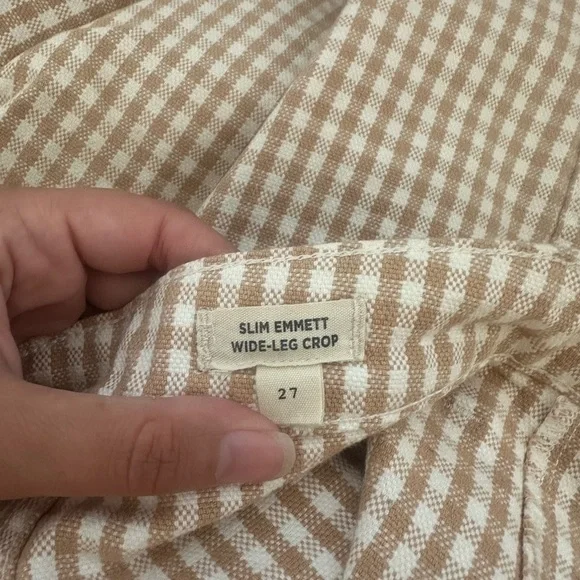 SLIM EMMETT
WIDE-LEG CROP
27